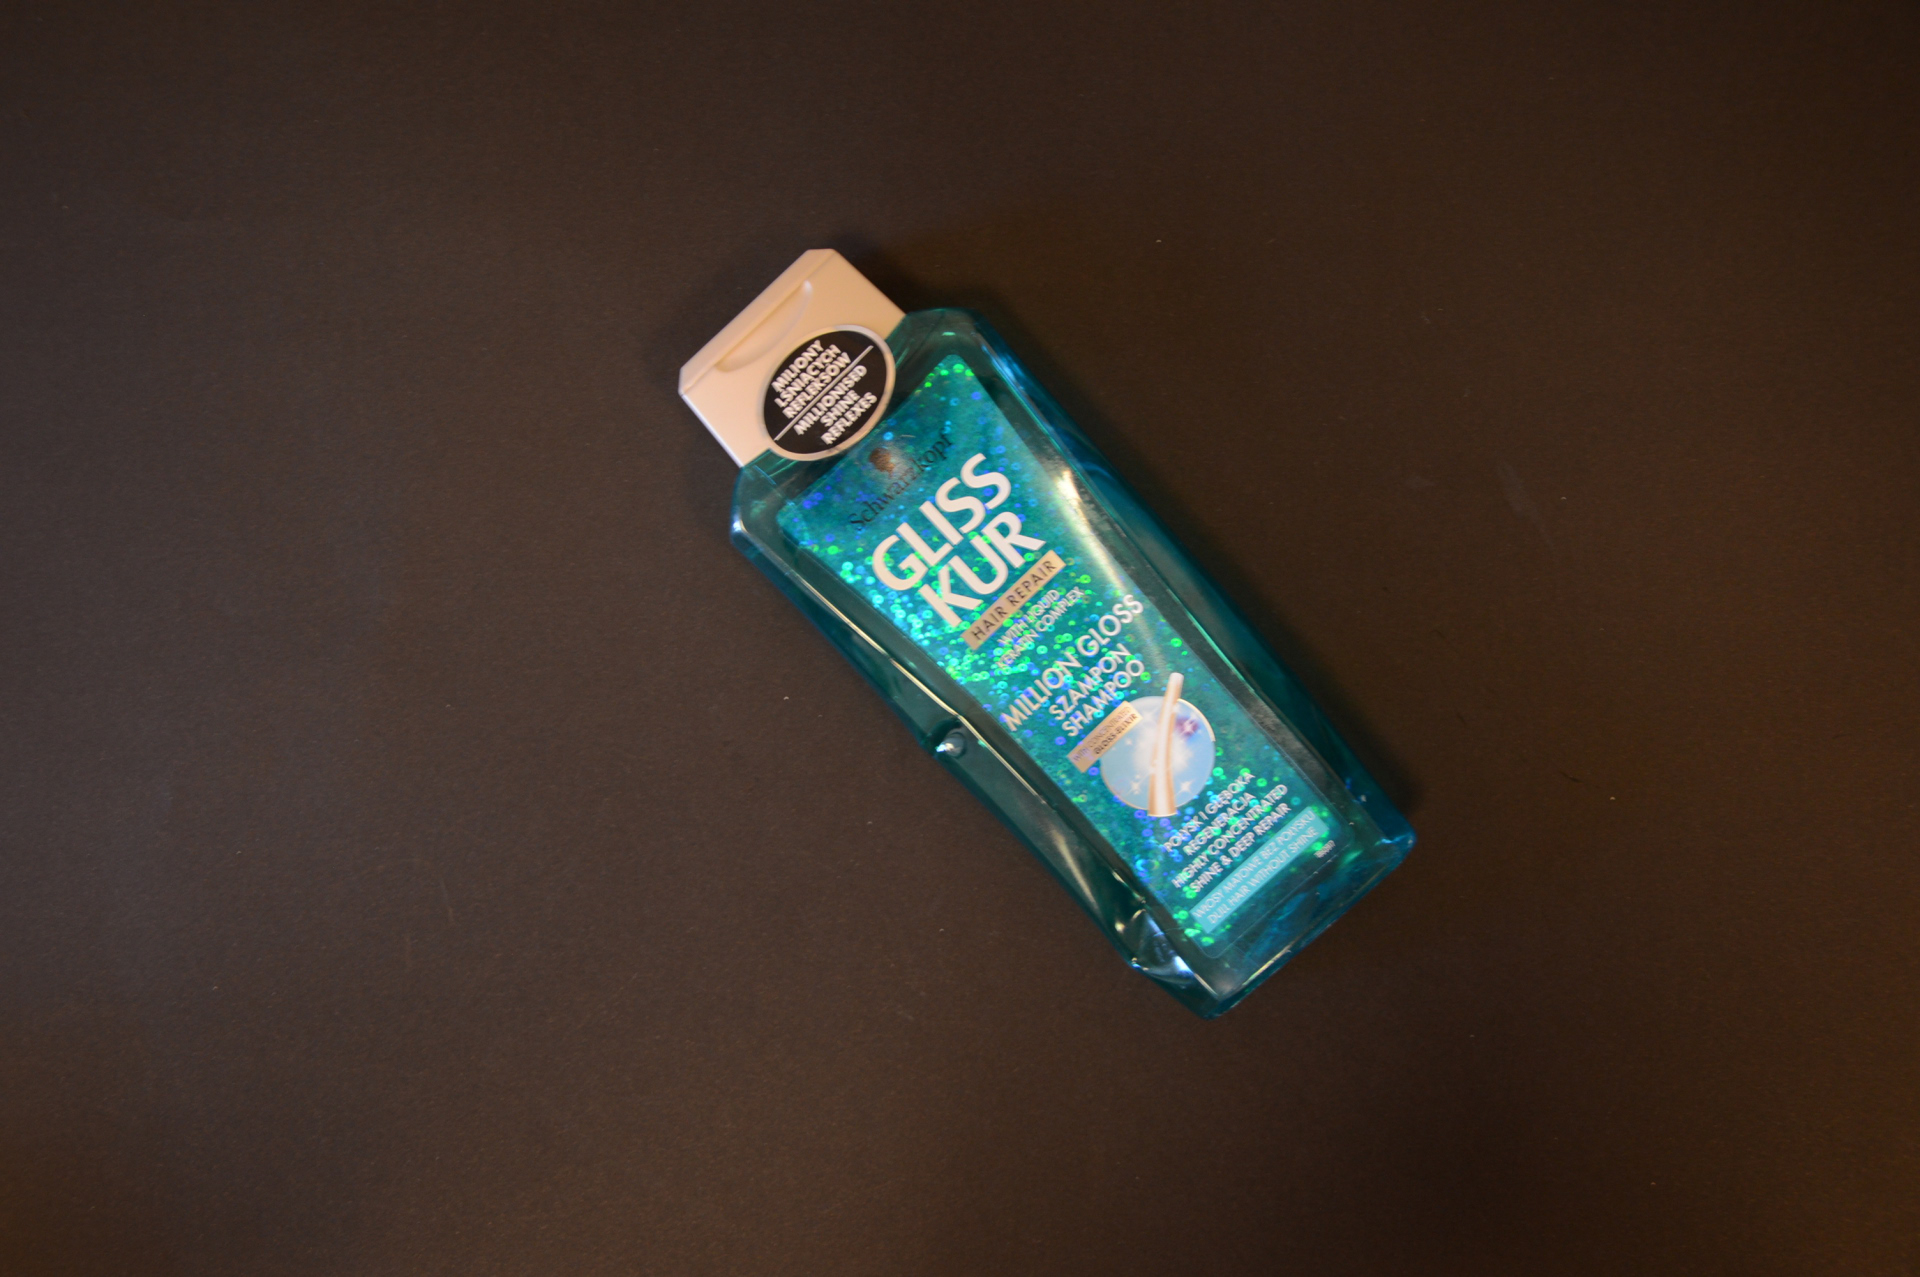 MILIONY
LŚNIĄCYCH
REFLEKSÓW
MILLIONISED
SHINE
REFLEXES
Schwarzkopf
GLISS
KUR
HAIR REPAIR
WITH LIQUID
KERATIN COMPLEX
MILLION GLOSS
SZAMPON
SHAMPOO
GLOSS-ELIXIR
POŁYSK I GŁĘBOKA
REGENERACJA
HIGHLY CONCENTRATED
SHINE & DEEP REPAIR
WŁOSY MATOWE BEZ POŁYSKU
DULL HAIR WITHOUT SHINE